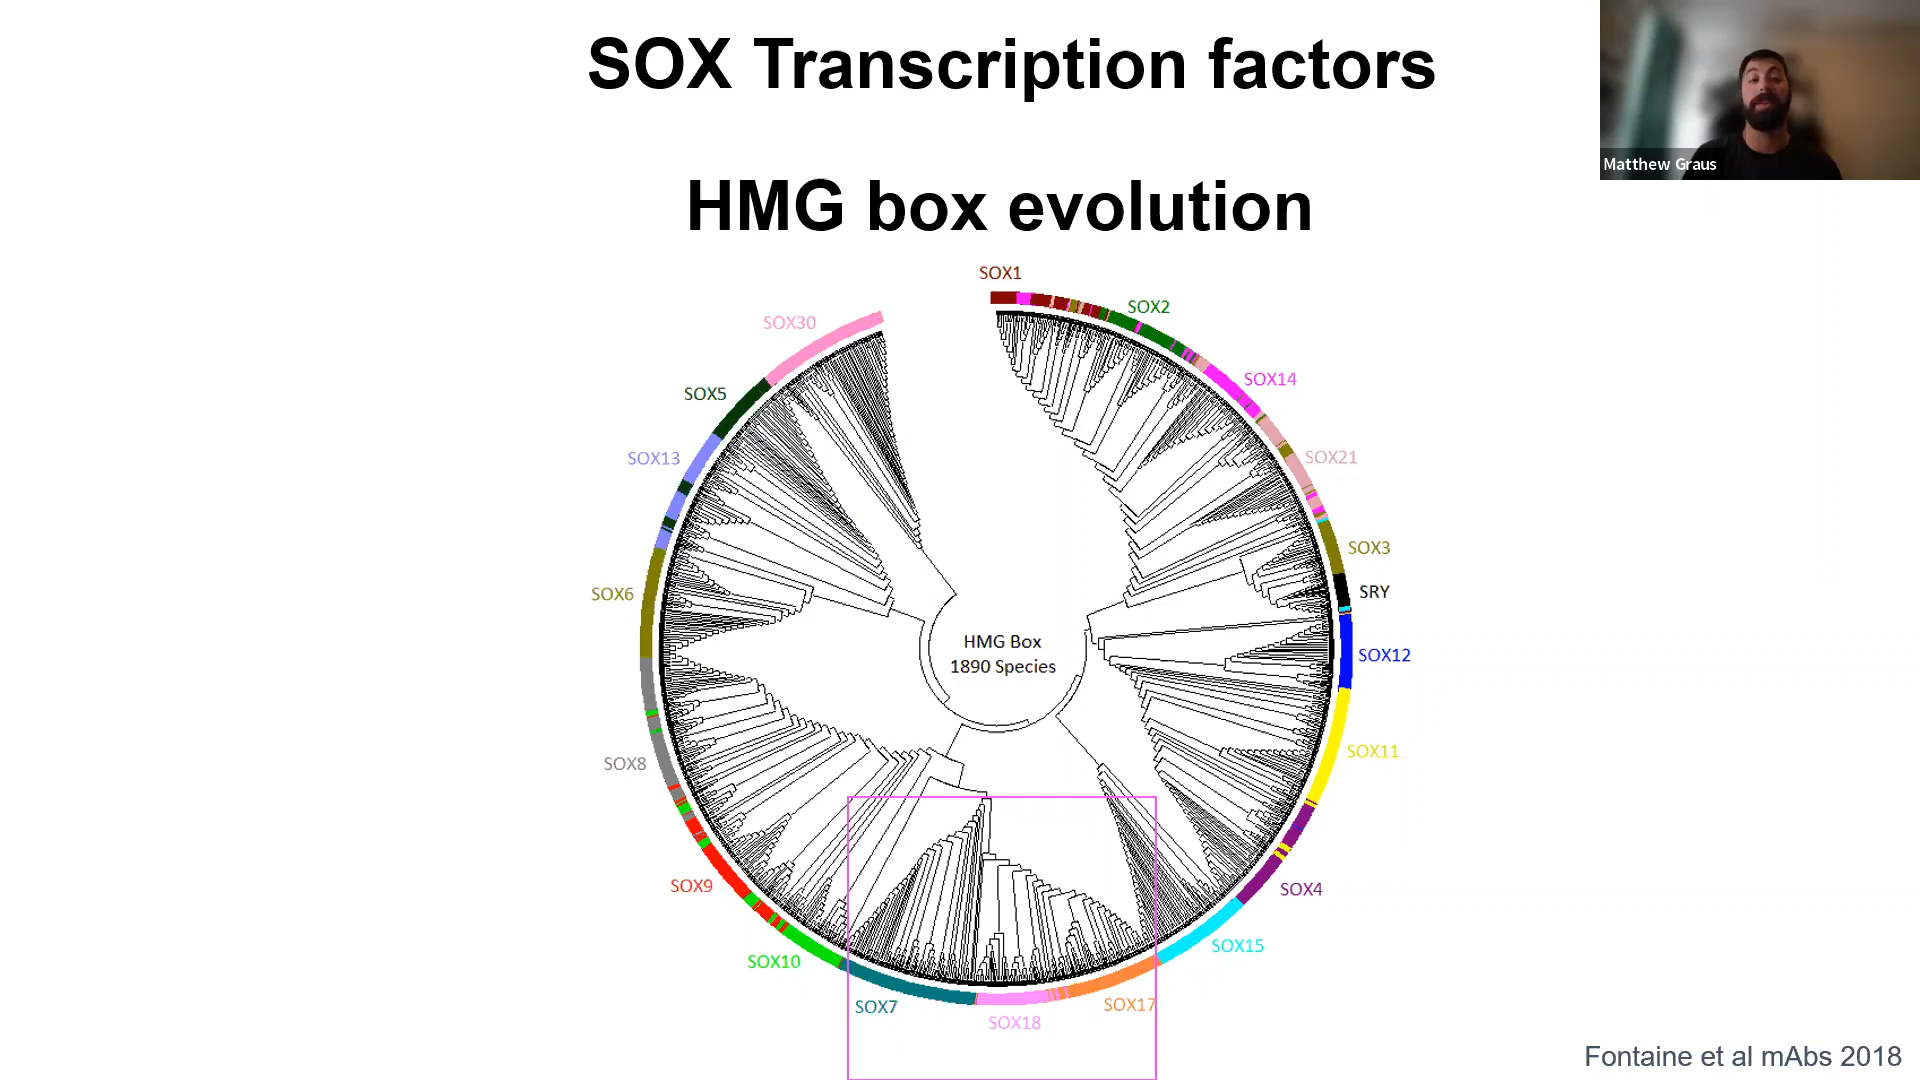 SOX Transcription factors
Matthew Graus
HMG box evolution
SOX1
SOX2
SOX30
SOX14
SOX5
SOX21
SOX13
SOX3
SRY
SOX6
HMG Box
1890 Species
SOX12
SOX11
SOX8
SOX9
SOX4
SOX15
SOX10
SOX7
SOX17
SOX18
Fontaine et al mAbs 2018